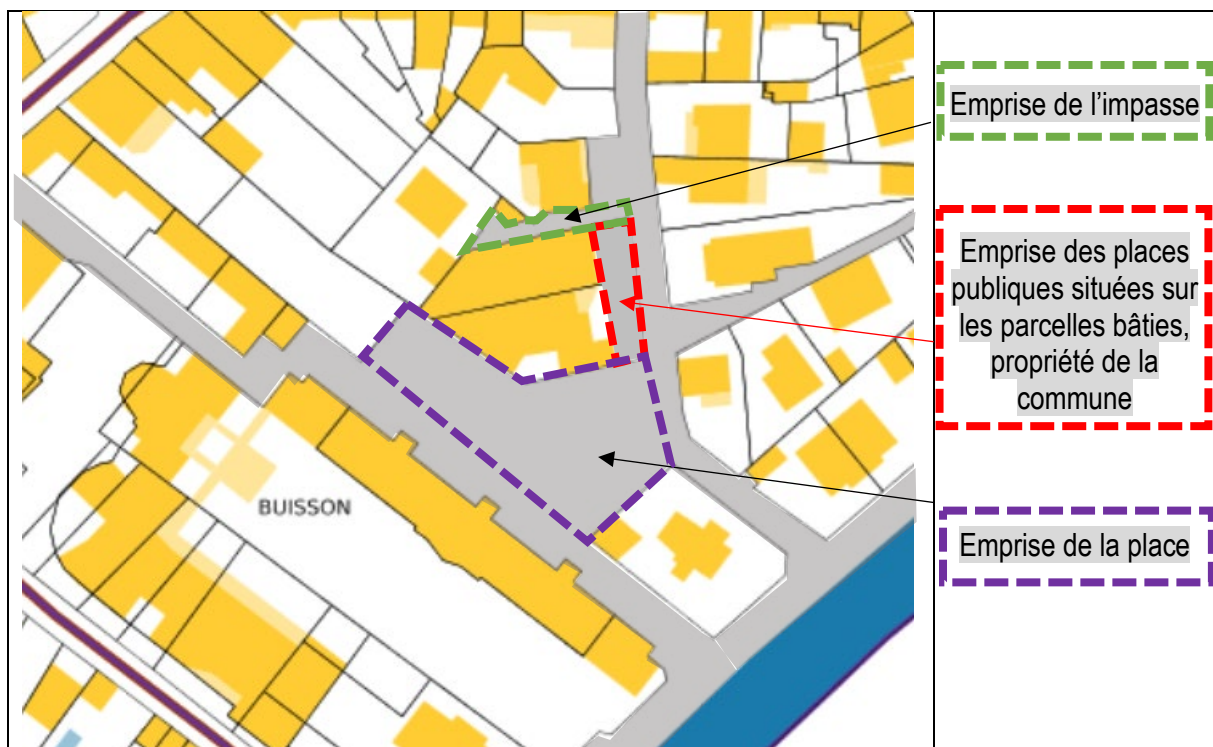 Emprise de l’impasse
Emprise des places
publiques situées sur
les parcelles bâties,
propriété de la
commune
BUISSON
Emprise de la place